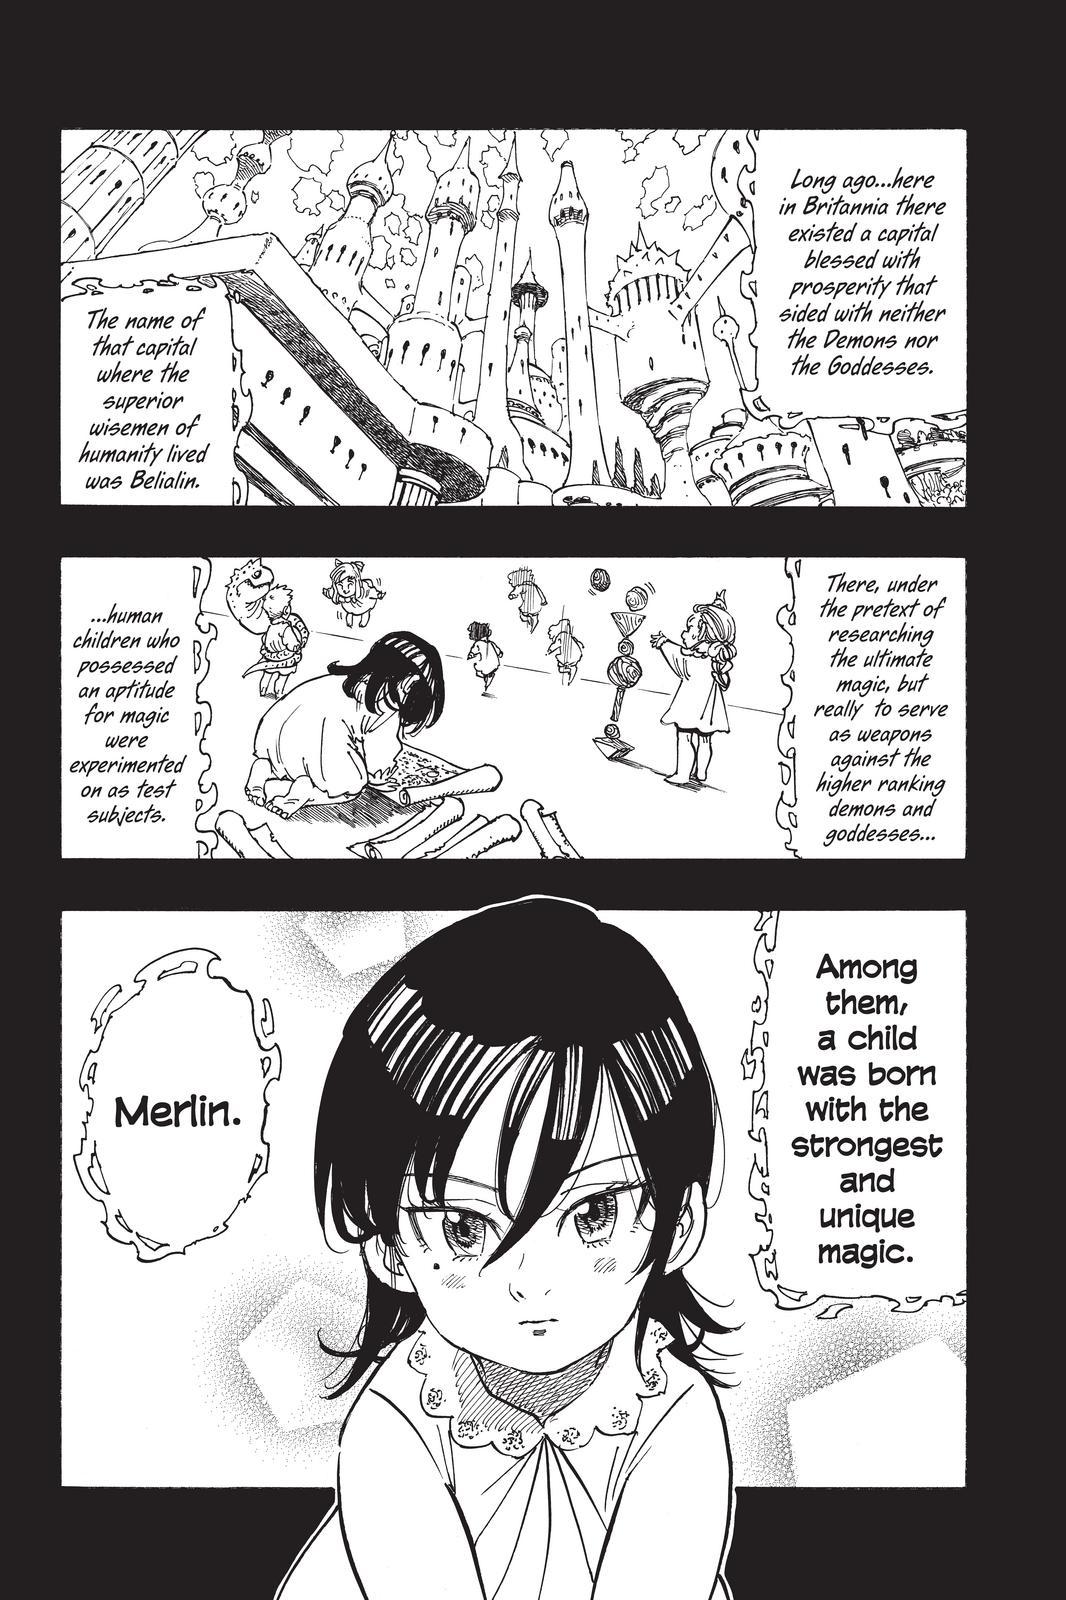 Long ago...here
in Britannia there
existed a capital
blessed with
prosperity that
sided with neither
the Demons nor
the Goddesses.
The name of
that capital
where the
superior
wisemen of
humanity lived
was Belialin.
There, under
the pretext of
researching
the ultimate
magic, but
really to serve
as weapons
against the
higher ranking
demons and
goddesses...
...human
children who
possessed
an aptitude
for magic
were
experimented
on as test
subjects.
Among
them,
a child
was born
with the
strongest
and
unique
magic.
Merlin.